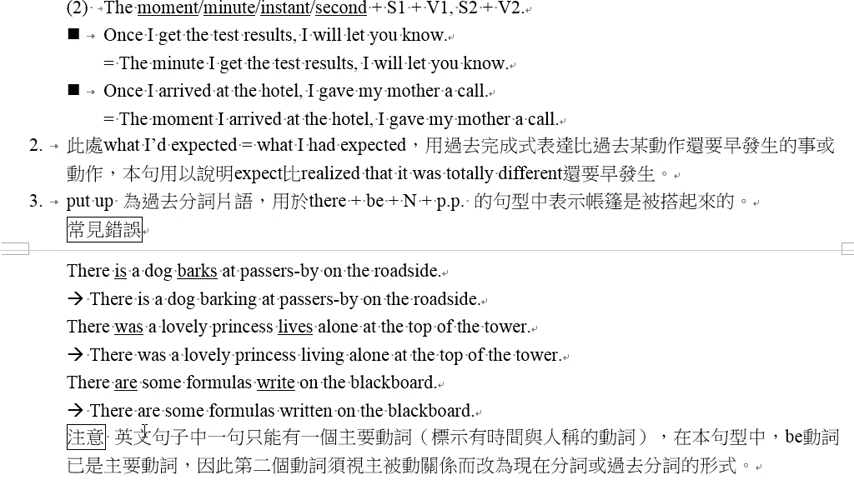 (2) The moment/minute/instant/second + S1 + V1, S2 + V2.
■ Once I get the test results, I will let you know.
= The minute I get the test results, I will let you know.
■ Once I arrived at the hotel, I gave my mother a call.
= The moment I arrived at the hotel, I gave my mother a call.
2. 此處what I’d expected = what I had expected，用過去完成式表達比過去某動作還要早發生的事或
動作，本句用以說明expect比realized that it was totally different還要早發生。
3. put up 為過去分詞片語，用於there + be + N + p.p. 的句型中表示帳篷是被搭起來的。
常見錯誤
There is a dog barks at passers-by on the roadside.
→ There is a dog barking at passers-by on the roadside.
There was a lovely princess lives alone at the top of the tower.
→ There was a lovely princess living alone at the top of the tower.
There are some formulas write on the blackboard.
→ There are some formulas written on the blackboard.
注意 英文句子中一句只能有一個主要動詞（標示有時間與人稱的動詞），在本句型中，be動詞
已是主要動詞，因此第二個動詞須視主被動關係而改為現在分詞或過去分詞的形式。